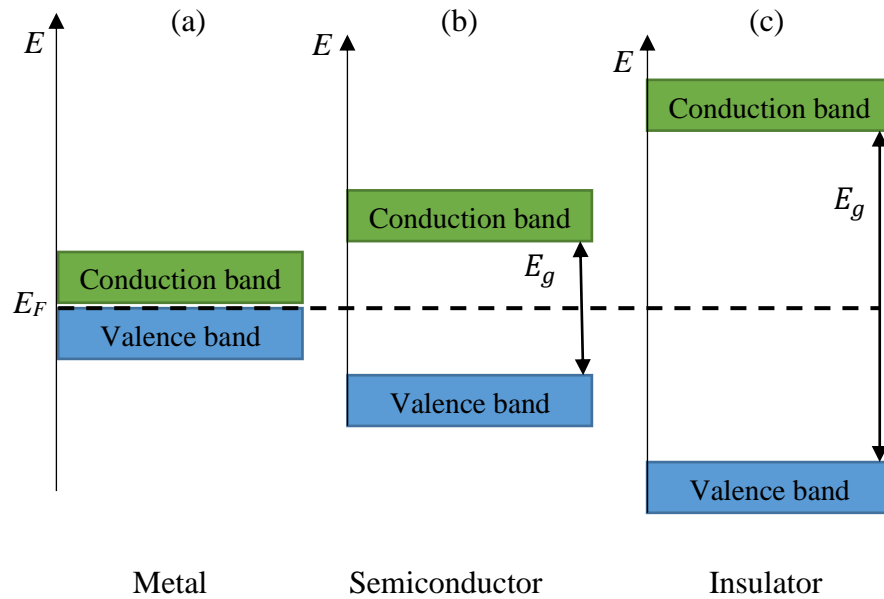 (a)
(b)
(c)
E
E
E
Conduction band
Conduction band
Conduction band
E_g
E_g
E_F
Valence band
Valence band
Valence band
Metal
Semiconductor
Insulator